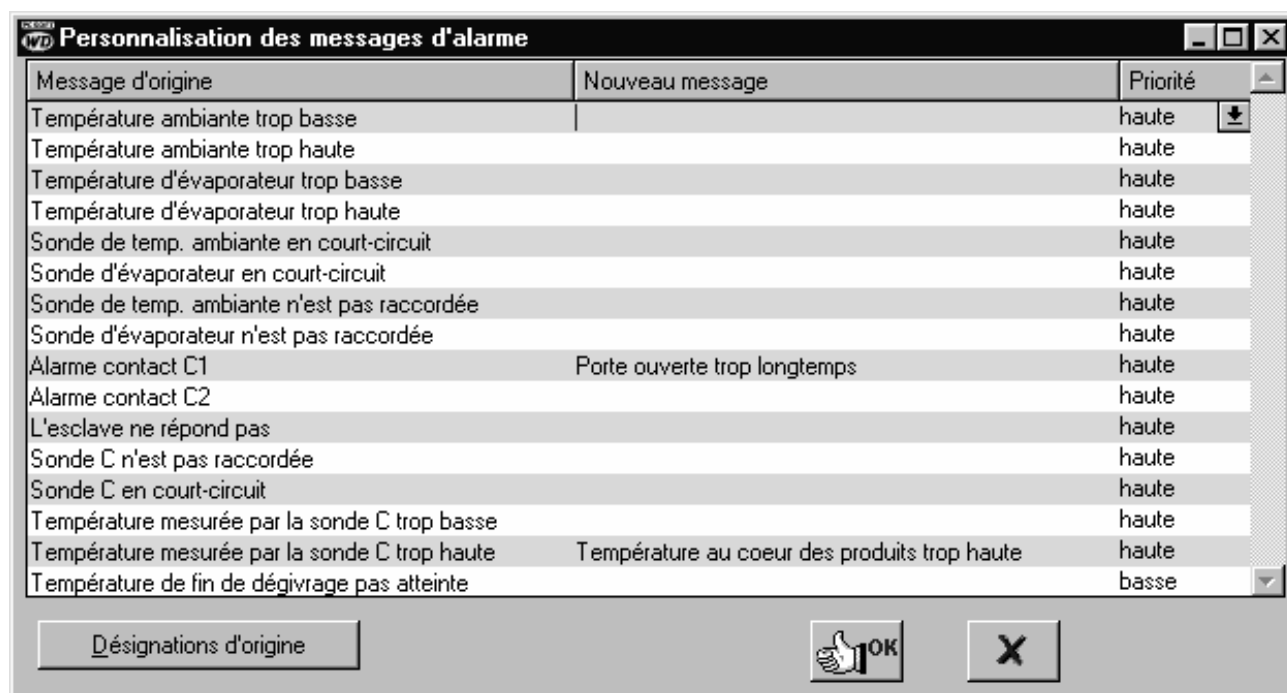 Personnalisation des messages d'alarme
Message d'origine Nouveau message Priorité
Température ambiante trop basse haute
Température ambiante trop haute haute
Température d'évaporateur trop basse haute
Température d'évaporateur trop haute haute
Sonde de temp. ambiante en court-circuit haute
Sonde d'évaporateur en court-circuit haute
Sonde de temp. ambiante n'est pas raccordée haute
Sonde d'évaporateur n'est pas raccordée haute
Alarme contact C1 Porte ouverte trop longtemps haute
Alarme contact C2 haute
L'esclave ne répond pas haute
Sonde C n'est pas raccordée haute
Sonde C en court-circuit haute
Température mesurée par la sonde C trop basse haute
Température mesurée par la sonde C trop haute Température au coeur des produits trop haute haute
Température de fin de dégivrage pas atteinte basse
Désignations d'origine OK